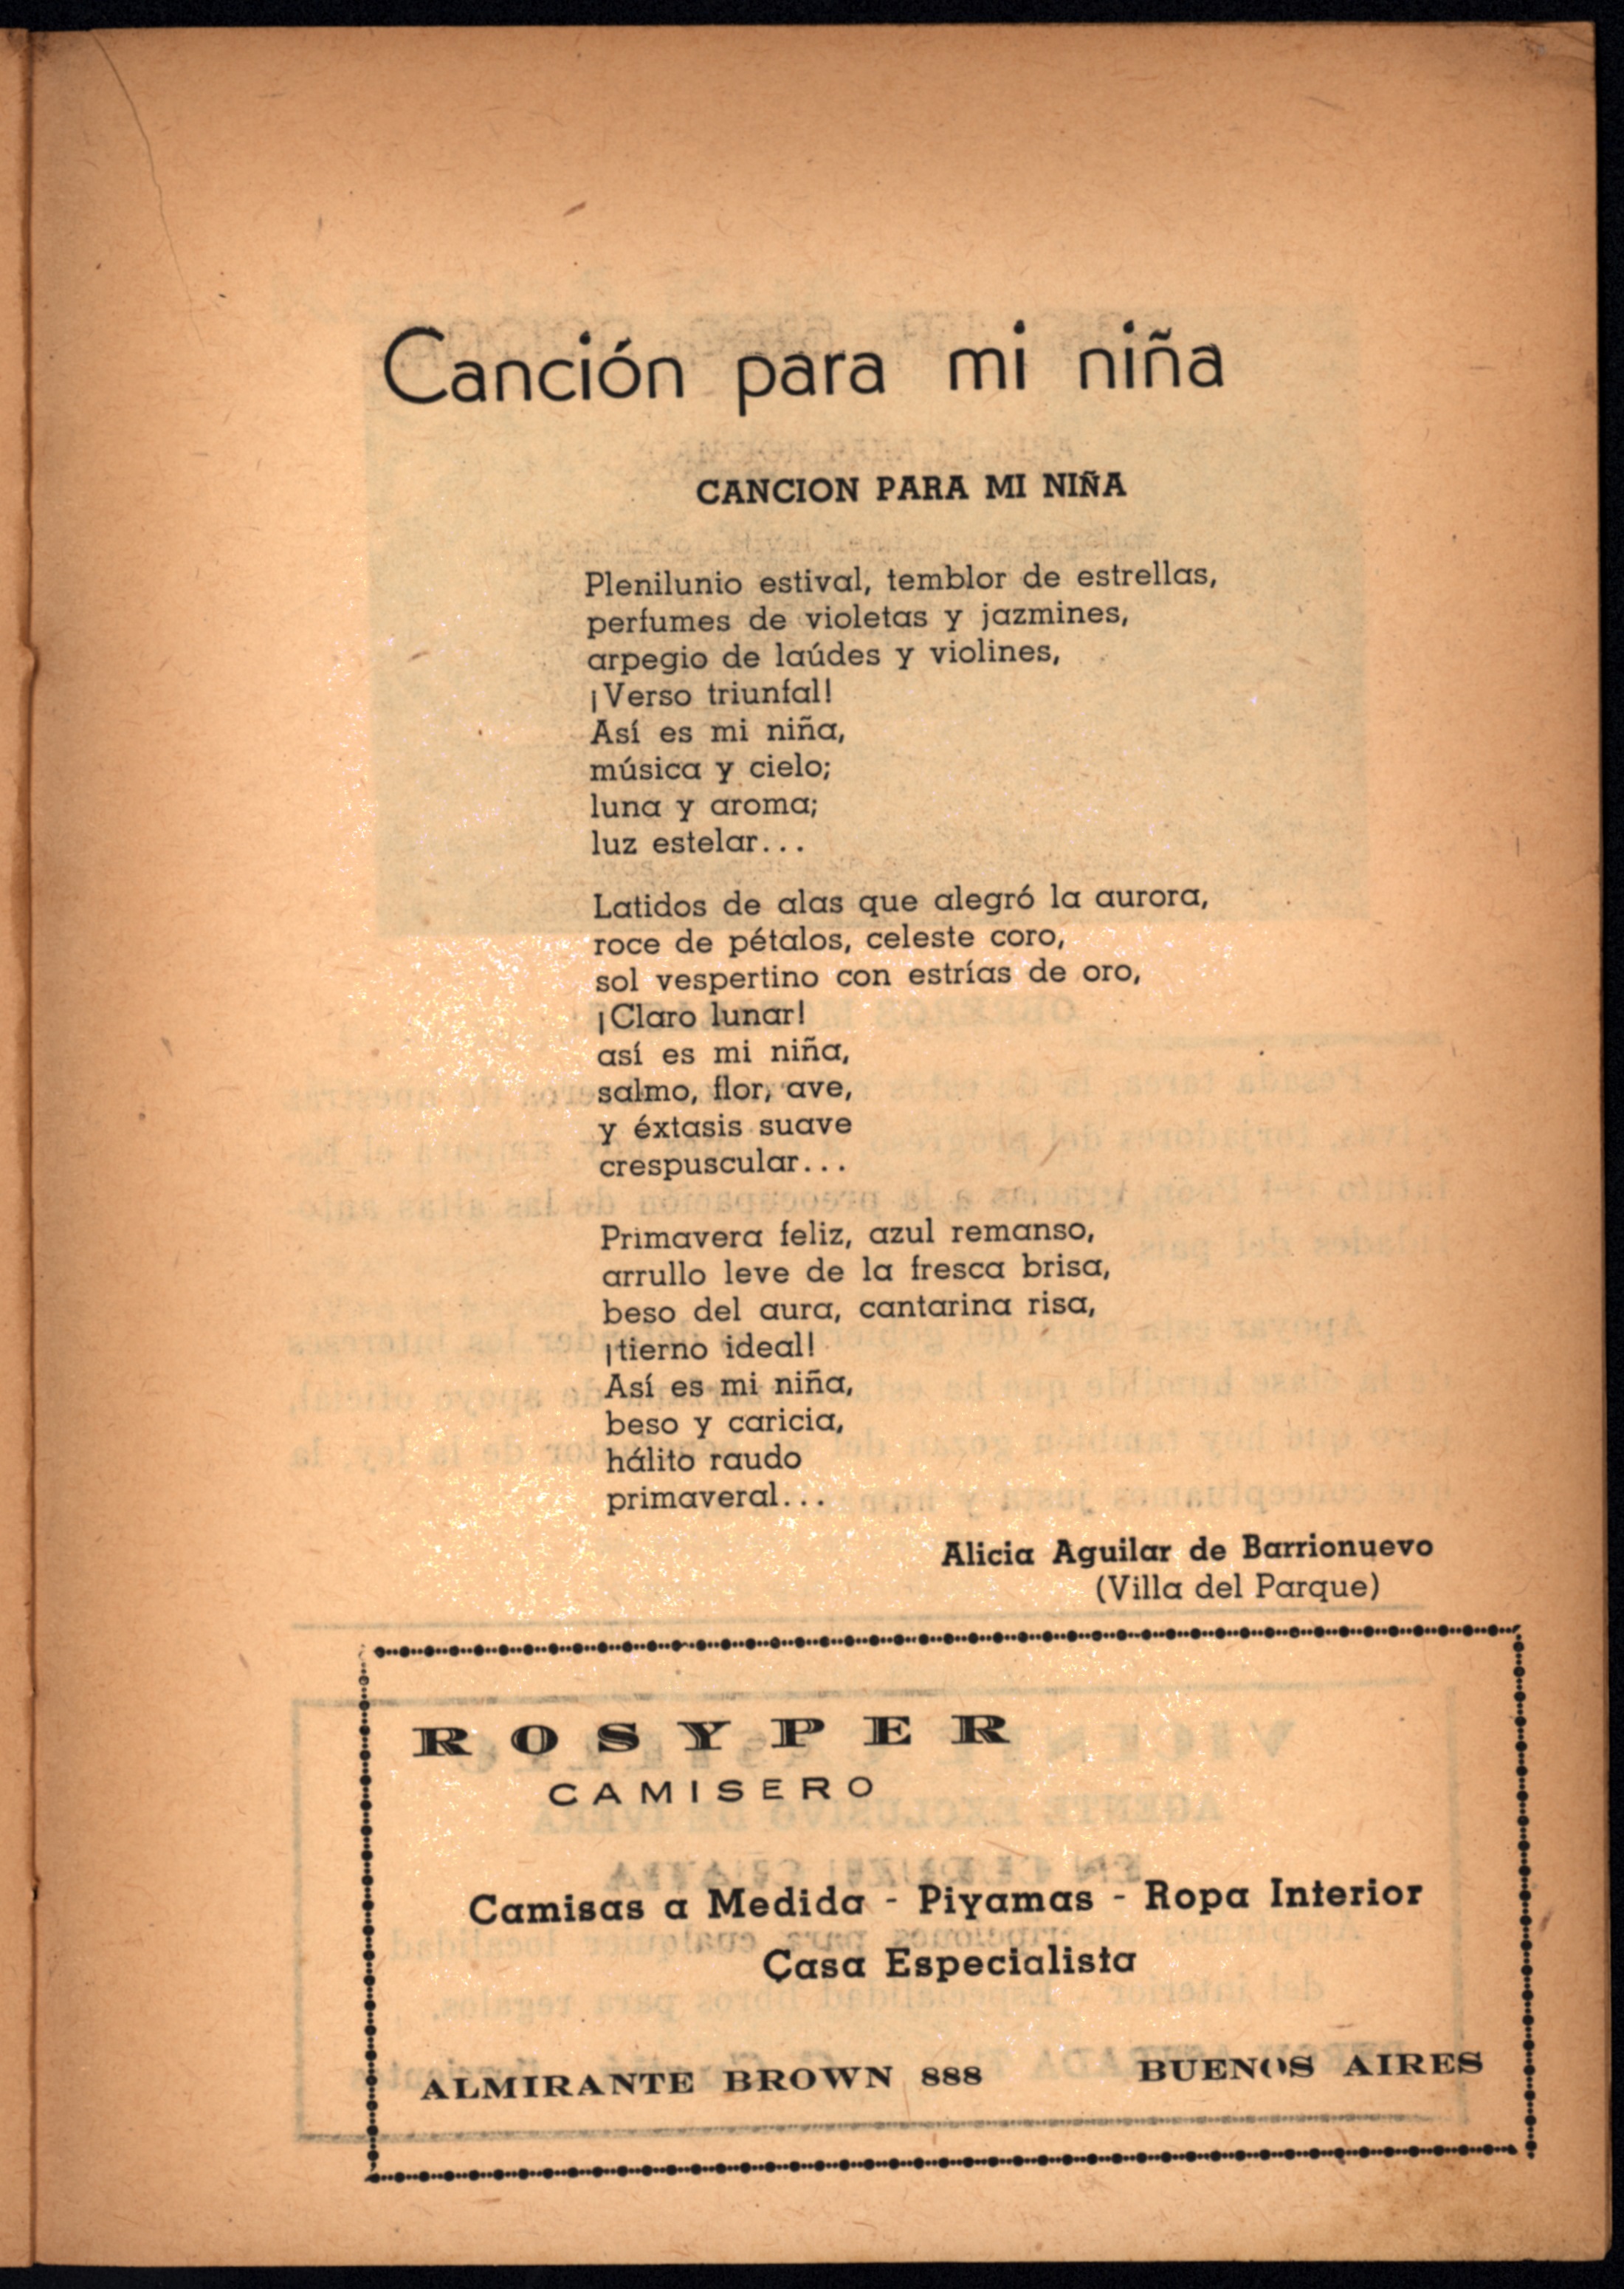 Canción para mi niña
CANCION PARA MI NIÑA
Plenilunio estival, temblor de estrellas,
perfumes de violetas y jazmines,
arpegio de laúdes y violines,
¡Verso triunfal!
Así es mi niña,
música y cielo;
luna y aroma;
luz estelar...
Latidos de alas que alegró la aurora,
roce de pétalos, celeste coro,
sol vespertino con estrías de oro,
¡Claro lunar!
así es mi niña,
salmo, flor, ave,
y éxtasis suave
crespuscular...
Primavera feliz, azul remanso,
arrullo leve de la fresca brisa,
beso del aura, cantarina risa,
¡tierno ideal!
Así es mi niña,
beso y caricia,
hálito raudo
primaveral...
Alicia Aguilar de Barrionuevo
(Villa del Parque)
ROSYPER
CAMISERO
Camisas a Medida - Piyamas - Ropa Interior
Casa Especialista
ALMIRANTE BROWN 888 BUENOS AIRES